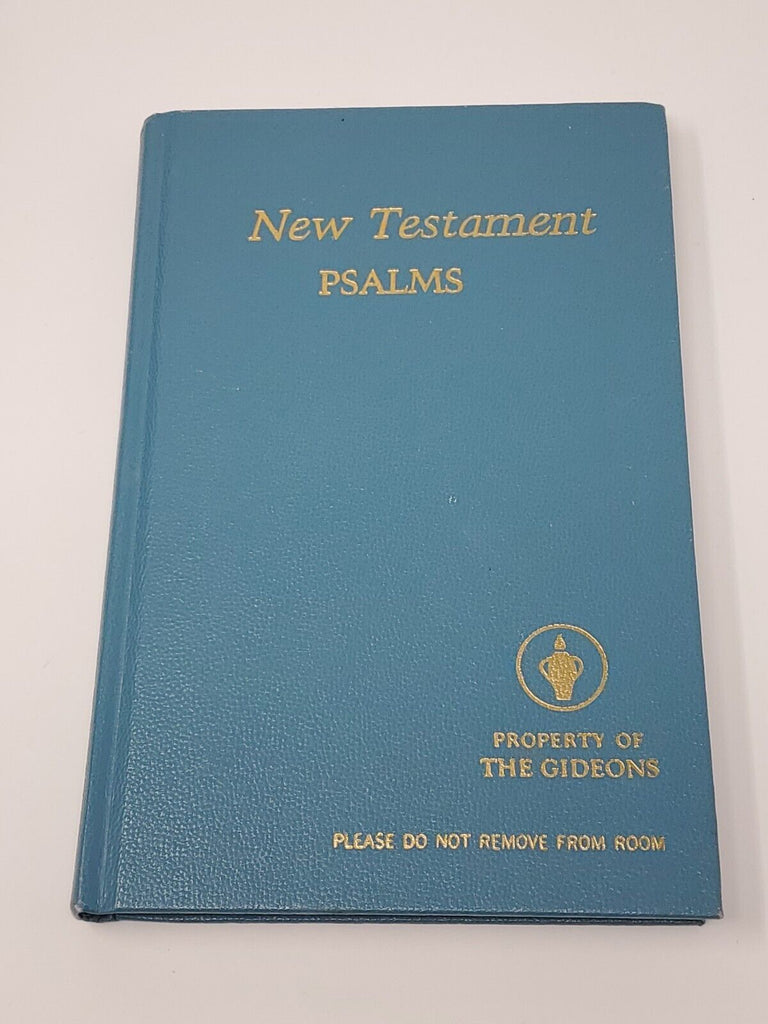 New Testament
PSALMS
PROPERTY OF
THE GIDEONS
PLEASE DO NOT REMOVE FROM ROOM